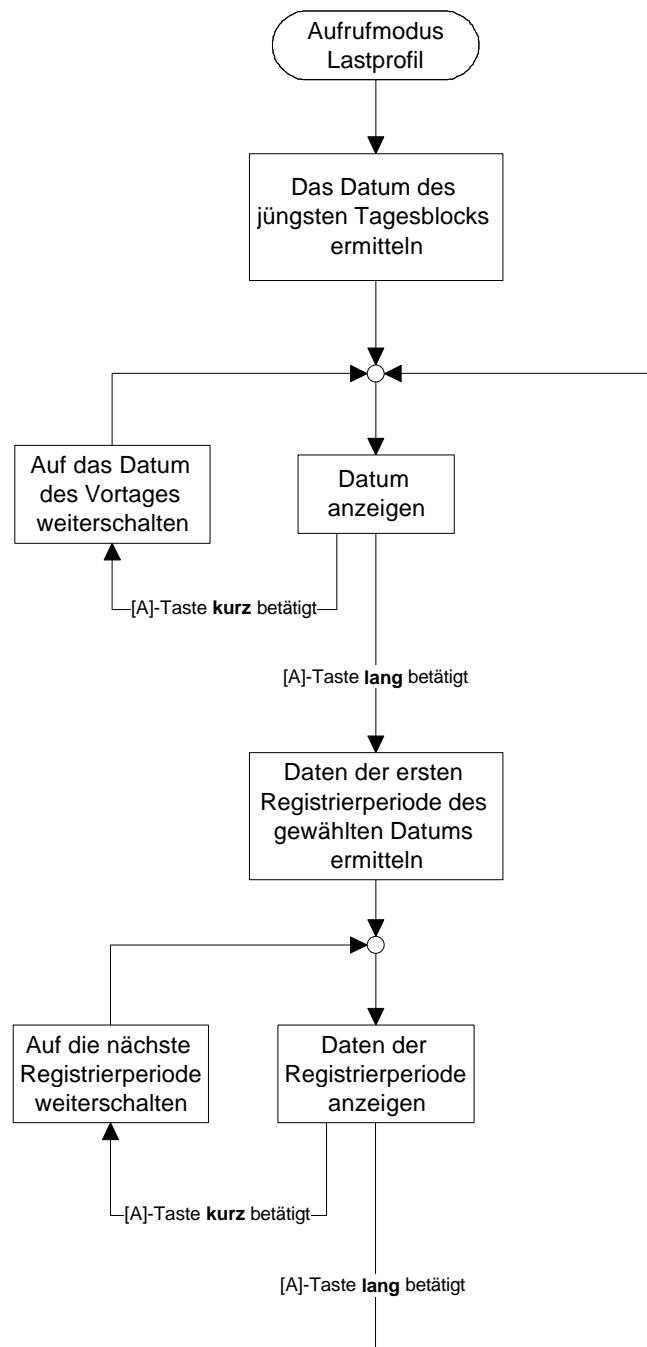 Aufrufmodus
Lastprofil
Das Datum des
jüngsten Tagesblocks
ermitteln
Auf das Datum
des Vortages
weiterschalten
Datum
anzeigen
[A]-Taste kurz betätigt
[A]-Taste lang betätigt
Daten der ersten
Registrierperiode des
gewählten Datums
ermitteln
Auf die nächste
Registrierperiode
weiterschalten
Daten der
Registrierperiode
anzeigen
[A]-Taste kurz betätigt
[A]-Taste lang betätigt